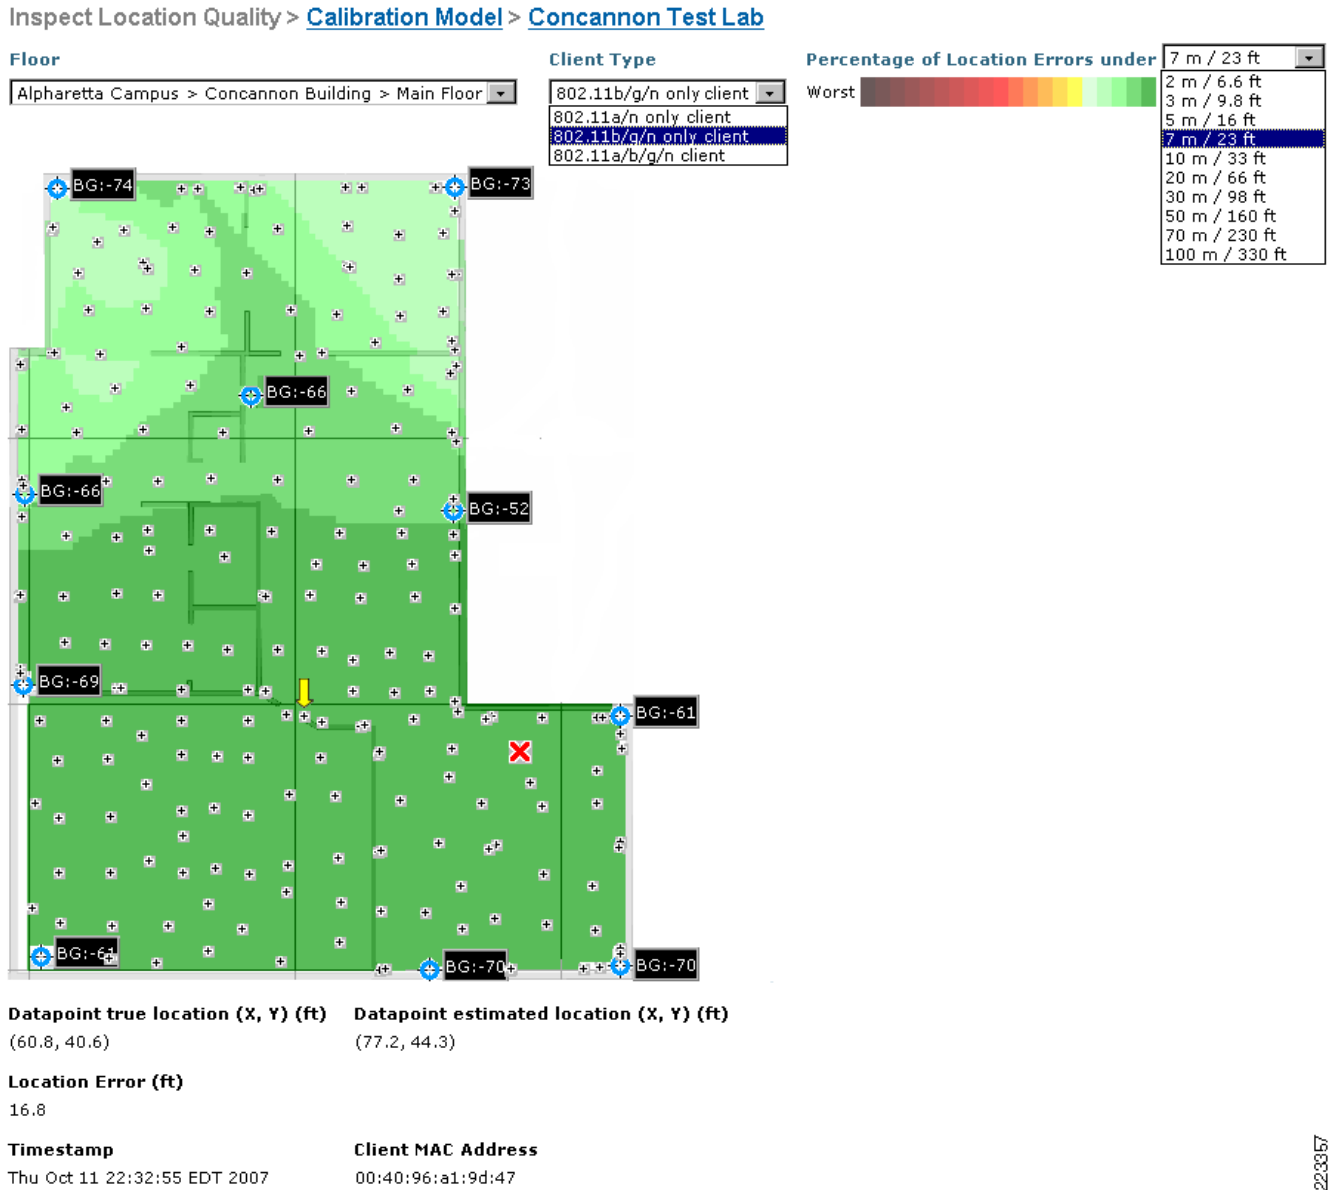 Inspect Location Quality > Calibration Model > Concannon Test Lab
Floor
Client Type
Percentage of Location Errors under
7 m / 23 ft
Alpharetta Campus > Concannon Building > Main Floor
802.11b/g/n only client
Worst
802.11a/n only client
802.11b/g/n only client
802.11a/b/g/n client
2 m / 6.6 ft
3 m / 9.8 ft
5 m / 16 ft
7 m / 23 ft
10 m / 33 ft
20 m / 66 ft
30 m / 98 ft
50 m / 160 ft
70 m / 230 ft
100 m / 330 ft
BG:-74
BG:-73
BG:-66
BG:-66
BG:-52
BG:-69
BG:-61
BG:-61
BG:-70
BG:-70
Datapoint true location (X, Y) (ft)
Datapoint estimated location (X, Y) (ft)
(60.8, 40.6)
(77.2, 44.3)
Location Error (ft)
16.8
Timestamp
Client MAC Address
Thu Oct 11 22:32:55 EDT 2007
00:40:96:a1:9d:47
223357